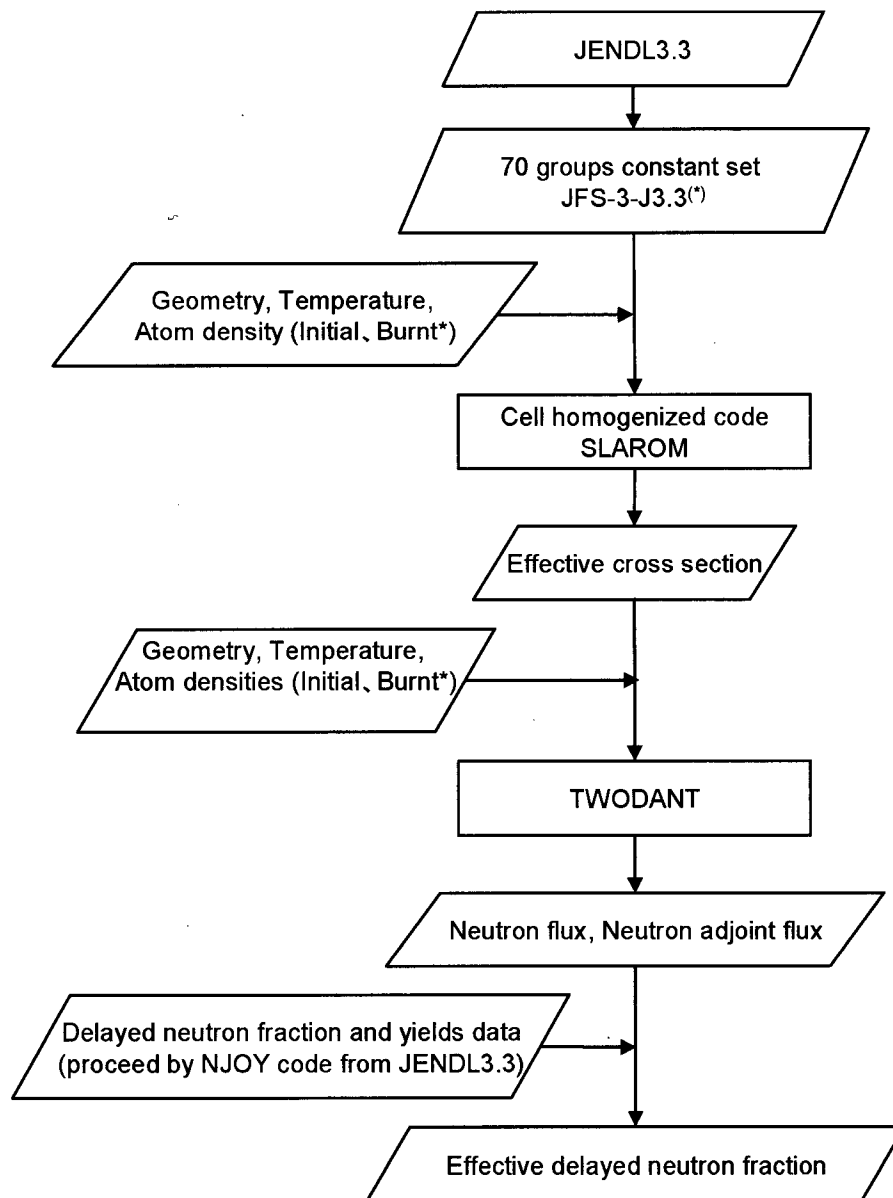 JENDL3.3
70 groups constant set
JFS-3-J3.3(*)
Geometry, Temperature,
Atom density (Initial、Burnt*)
Cell homogenized code
SLAROM
Effective cross section
Geometry, Temperature,
Atom densities (Initial、Burnt*)
TWODANT
Neutron flux, Neutron adjoint flux
Delayed neutron fraction and yields data
(proceed by NJOY code from JENDL3.3)
Effective delayed neutron fraction